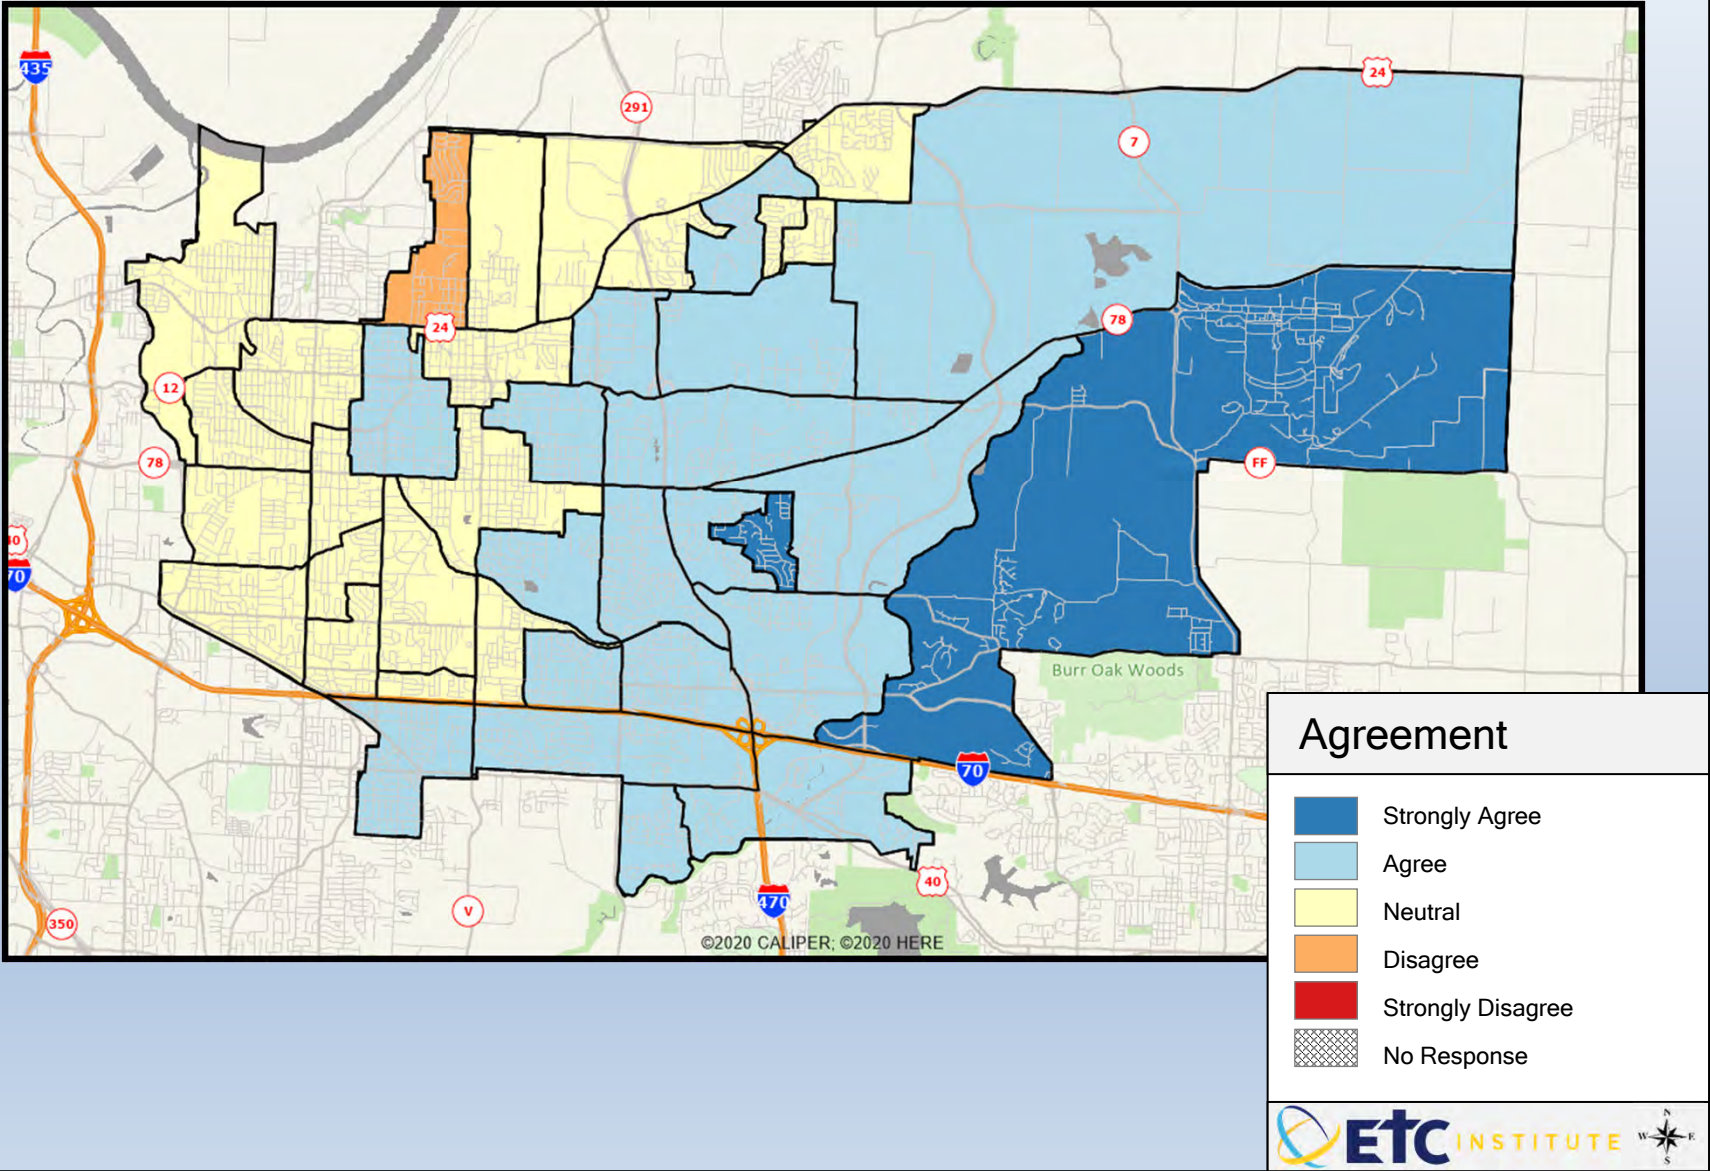 435
291
24
7
78
24
12
78
FF
40
70
Burr Oak Woods
70
40
470
V
350
©2020 CALIPER; ©2020 HERE
Agreement
Strongly Agree
Agree
Neutral
Disagree
Strongly Disagree
No Response
ETC INSTITUTE
N
W E
S